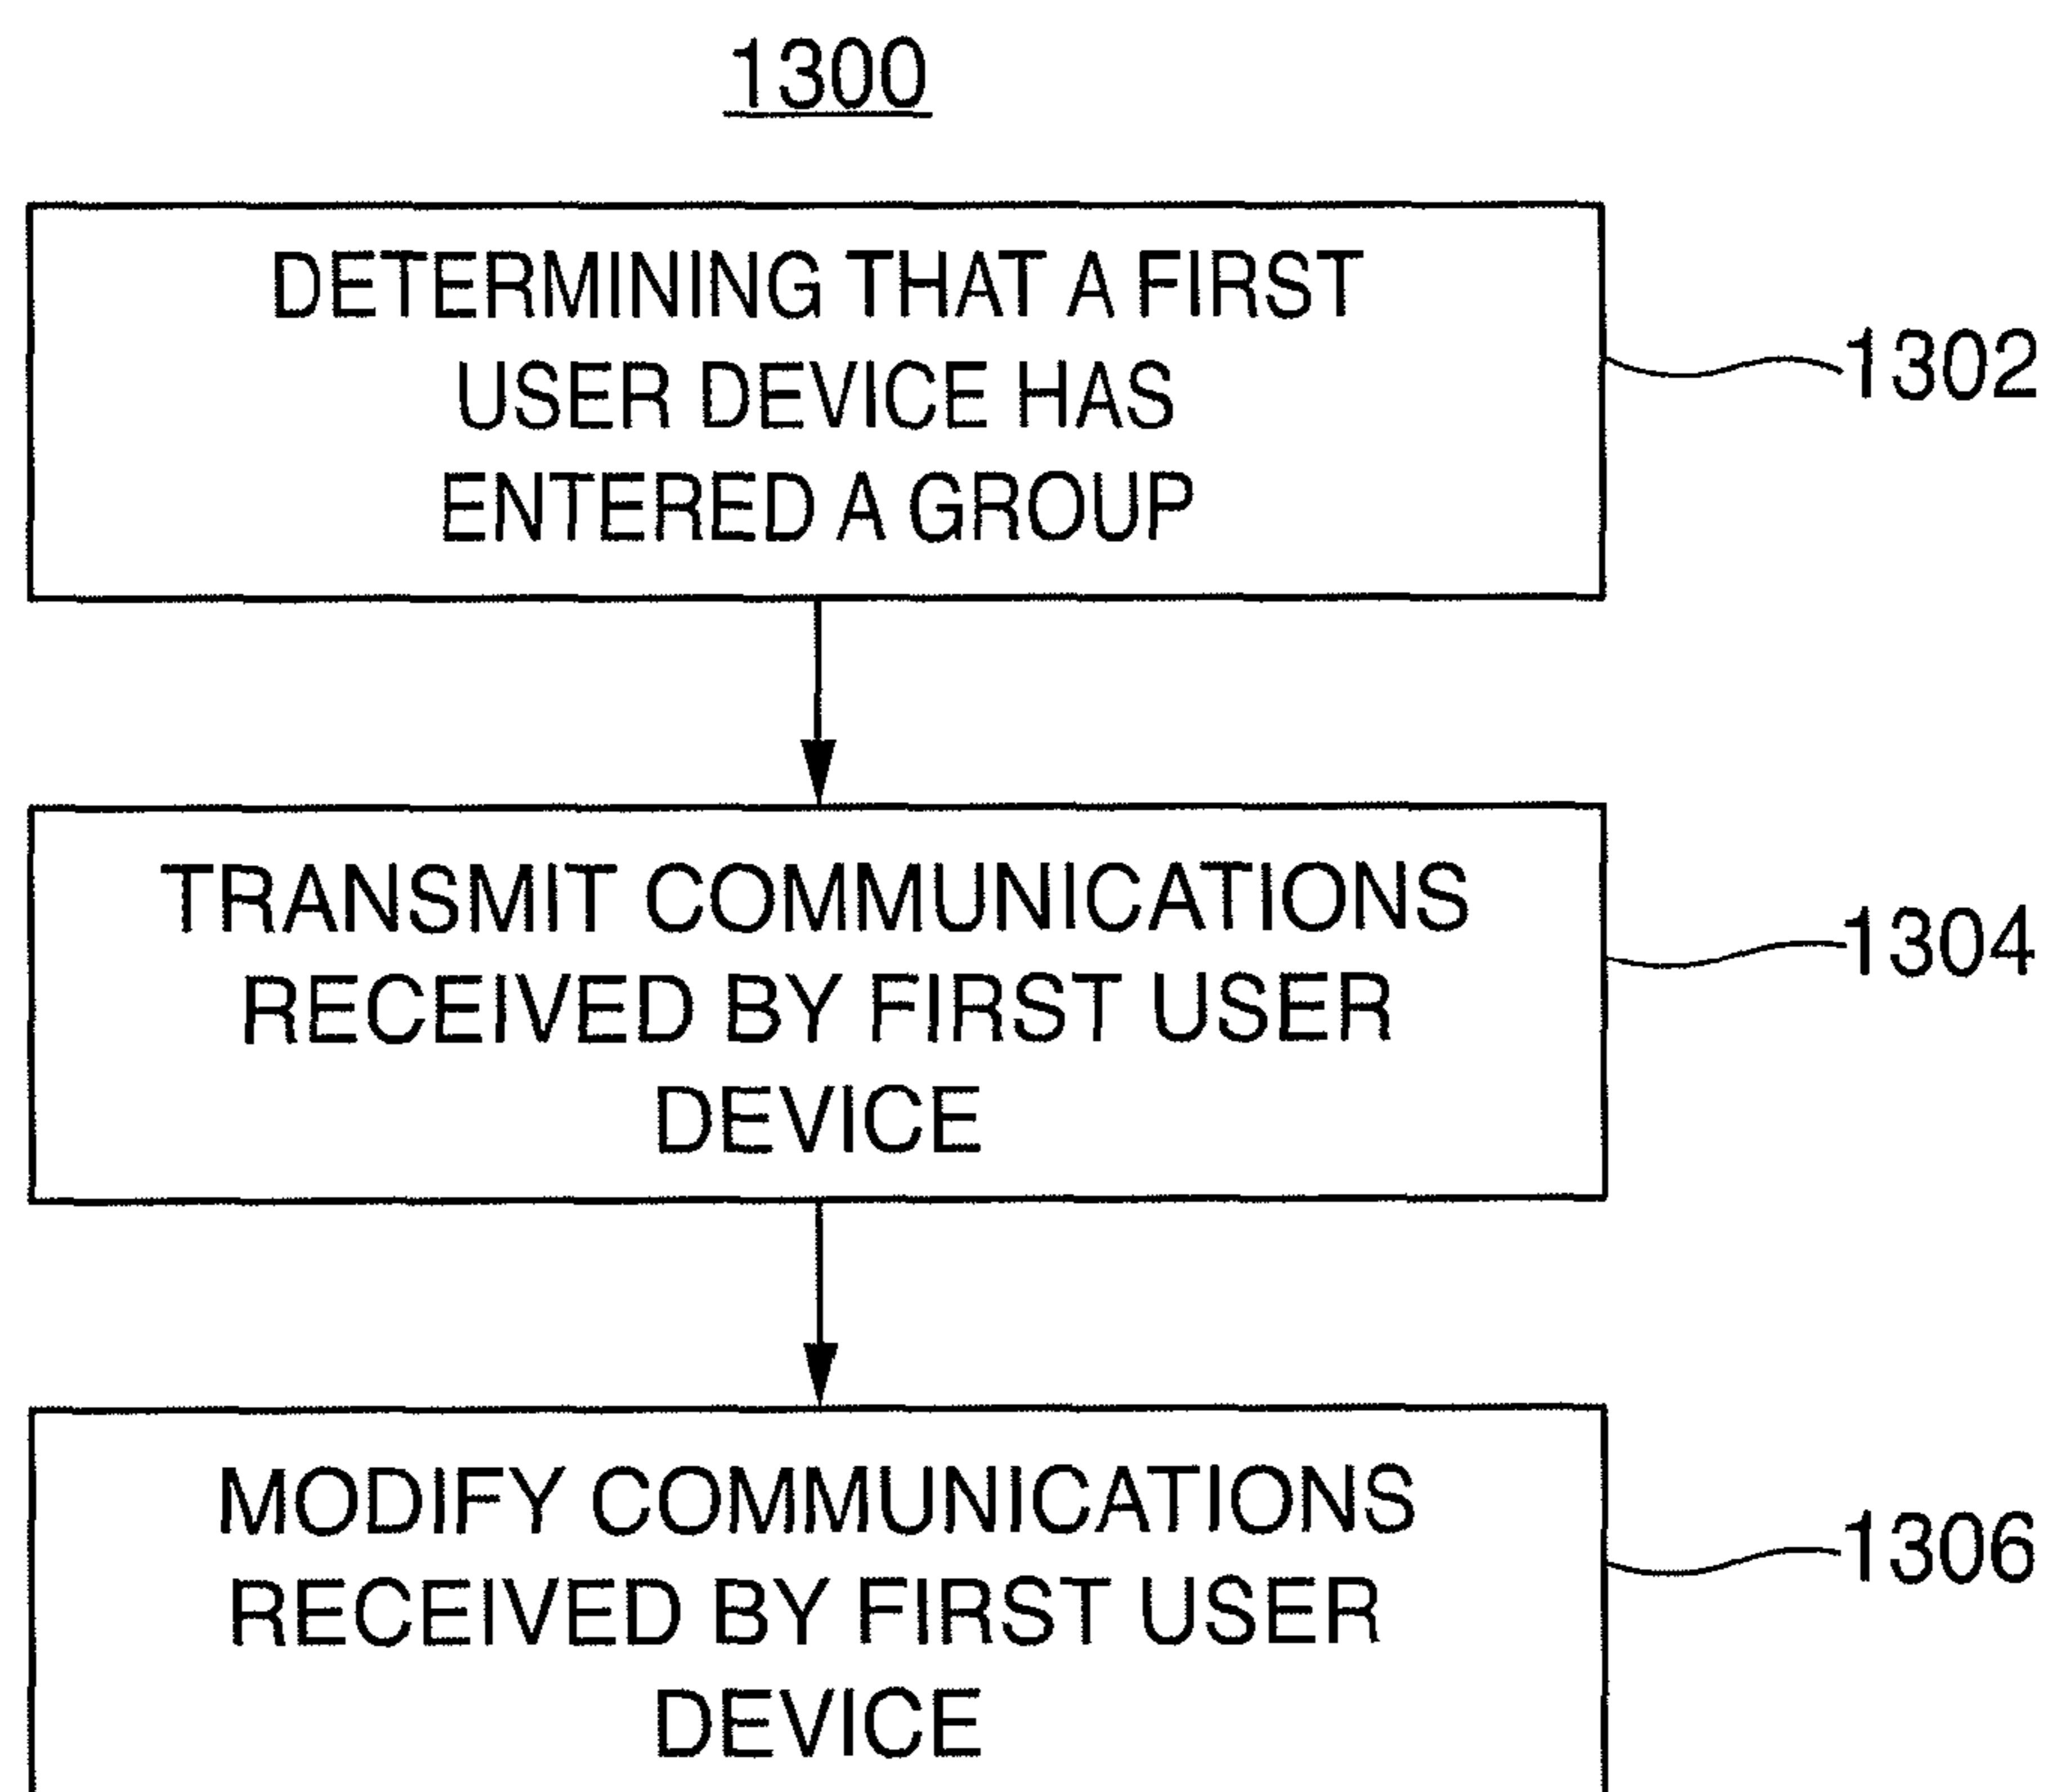 1300
DETERMINING THAT A FIRST
USER DEVICE HAS
ENTERED A GROUP
1302
TRANSMIT COMMUNICATIONS
RECEIVED BY FIRST USER
DEVICE
1304
MODIFY COMMUNICATIONS
RECEIVED BY FIRST USER
DEVICE
1306